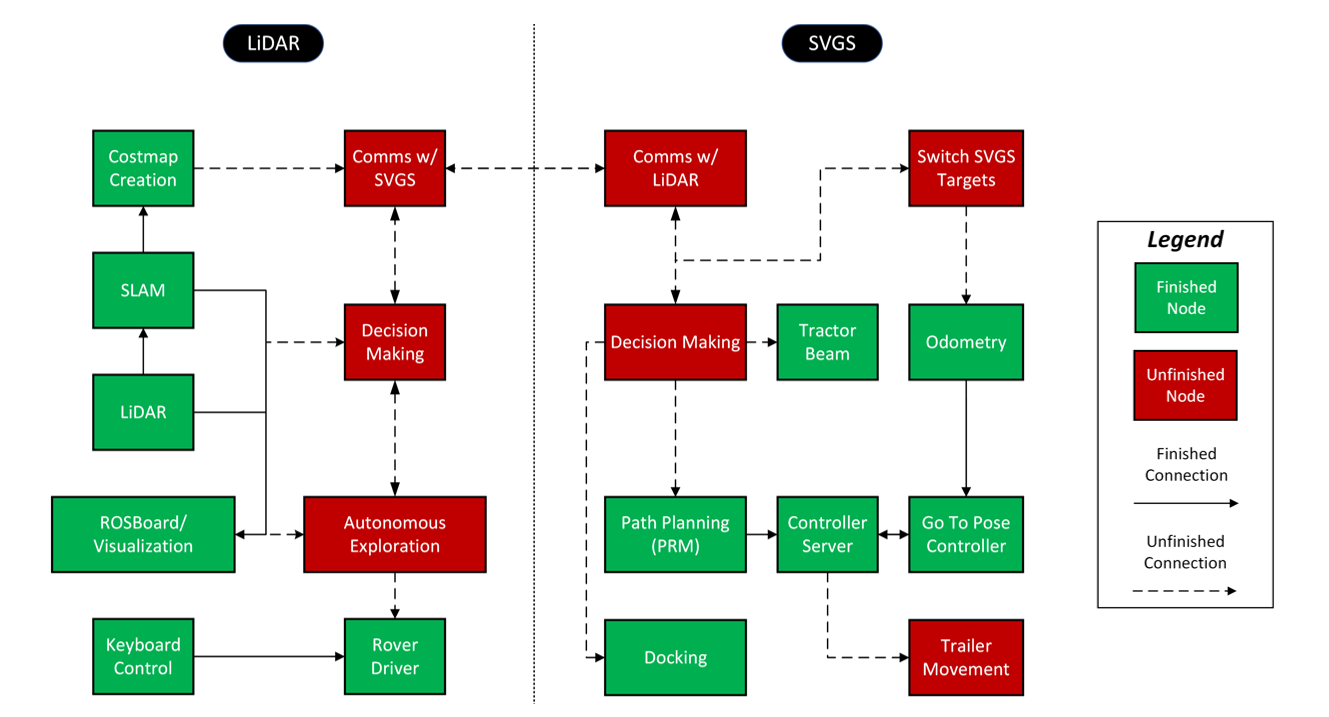 LiDAR
SVGS
Costmap
Creation
Comms w/
SVGS
Comms w/
LiDAR
Switch SVGS
Targets
SLAM
Decision
Making
Decision Making
Tractor
Beam
Odometry
LiDAR
ROSBoard/
Visualization
Autonomous
Exploration
Path Planning
(PRM)
Controller
Server
Go To Pose
Controller
Keyboard
Control
Rover
Driver
Docking
Trailer
Movement
Legend
Finished
Node
Unfinished
Node
Finished
Connection
Unfinished
Connection